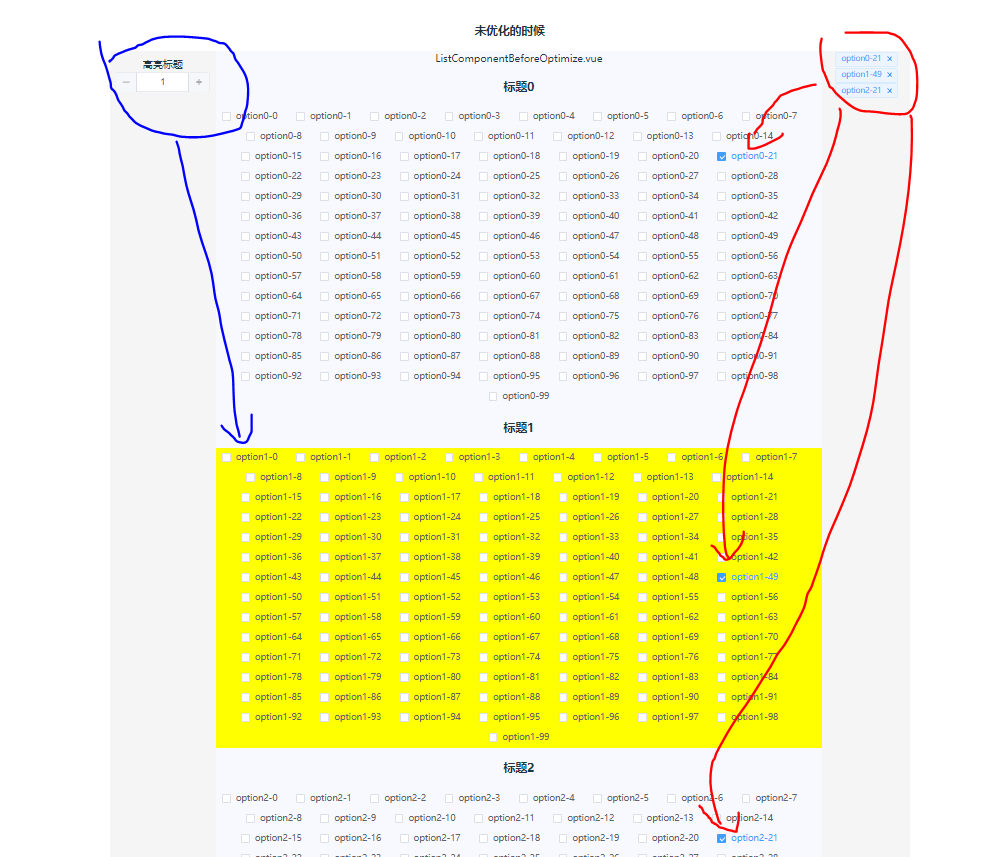 未优化的时候
高亮标题
− 1 +
ListComponentBeforeOptimize.vue
option0-21 ×
option1-49 ×
option2-21 ×
标题0
option0-0 option0-1 option0-2 option0-3 option0-4 option0-5 option0-6 option0-7
option0-8 option0-9 option0-10 option0-11 option0-12 option0-13 option0-14
option0-15 option0-16 option0-17 option0-18 option0-19 option0-20 option0-21
option0-22 option0-23 option0-24 option0-25 option0-26 option0-27 option0-28
option0-29 option0-30 option0-31 option0-32 option0-33 option0-34 option0-35
option0-36 option0-37 option0-38 option0-39 option0-40 option0-41 option0-42
option0-43 option0-44 option0-45 option0-46 option0-47 option0-48 option0-49
option0-50 option0-51 option0-52 option0-53 option0-54 option0-55 option0-56
option0-57 option0-58 option0-59 option0-60 option0-61 option0-62 option0-63
option0-64 option0-65 option0-66 option0-67 option0-68 option0-69 option0-70
option0-71 option0-72 option0-73 option0-74 option0-75 option0-76 option0-77
option0-78 option0-79 option0-80 option0-81 option0-82 option0-83 option0-84
option0-85 option0-86 option0-87 option0-88 option0-89 option0-90 option0-91
option0-92 option0-93 option0-94 option0-95 option0-96 option0-97 option0-98
option0-99
标题1
option1-0 option1-1 option1-2 option1-3 option1-4 option1-5 option1-6 option1-7
option1-8 option1-9 option1-10 option1-11 option1-12 option1-13 option1-14
option1-15 option1-16 option1-17 option1-18 option1-19 option1-20 option1-21
option1-22 option1-23 option1-24 option1-25 option1-26 option1-27 option1-28
option1-29 option1-30 option1-31 option1-32 option1-33 option1-34 option1-35
option1-36 option1-37 option1-38 option1-39 option1-40 option1-41 option1-42
option1-43 option1-44 option1-45 option1-46 option1-47 option1-48 option1-49
option1-50 option1-51 option1-52 option1-53 option1-54 option1-55 option1-56
option1-57 option1-58 option1-59 option1-60 option1-61 option1-62 option1-63
option1-64 option1-65 option1-66 option1-67 option1-68 option1-69 option1-70
option1-71 option1-72 option1-73 option1-74 option1-75 option1-76 option1-77
option1-78 option1-79 option1-80 option1-81 option1-82 option1-83 option1-84
option1-85 option1-86 option1-87 option1-88 option1-89 option1-90 option1-91
option1-92 option1-93 option1-94 option1-95 option1-96 option1-97 option1-98
option1-99
标题2
option2-0 option2-1 option2-2 option2-3 option2-4 option2-5 option2-6 option2-7
option2-8 option2-9 option2-10 option2-11 option2-12 option2-13 option2-14
option2-15 option2-16 option2-17 option2-18 option2-19 option2-20 option2-21